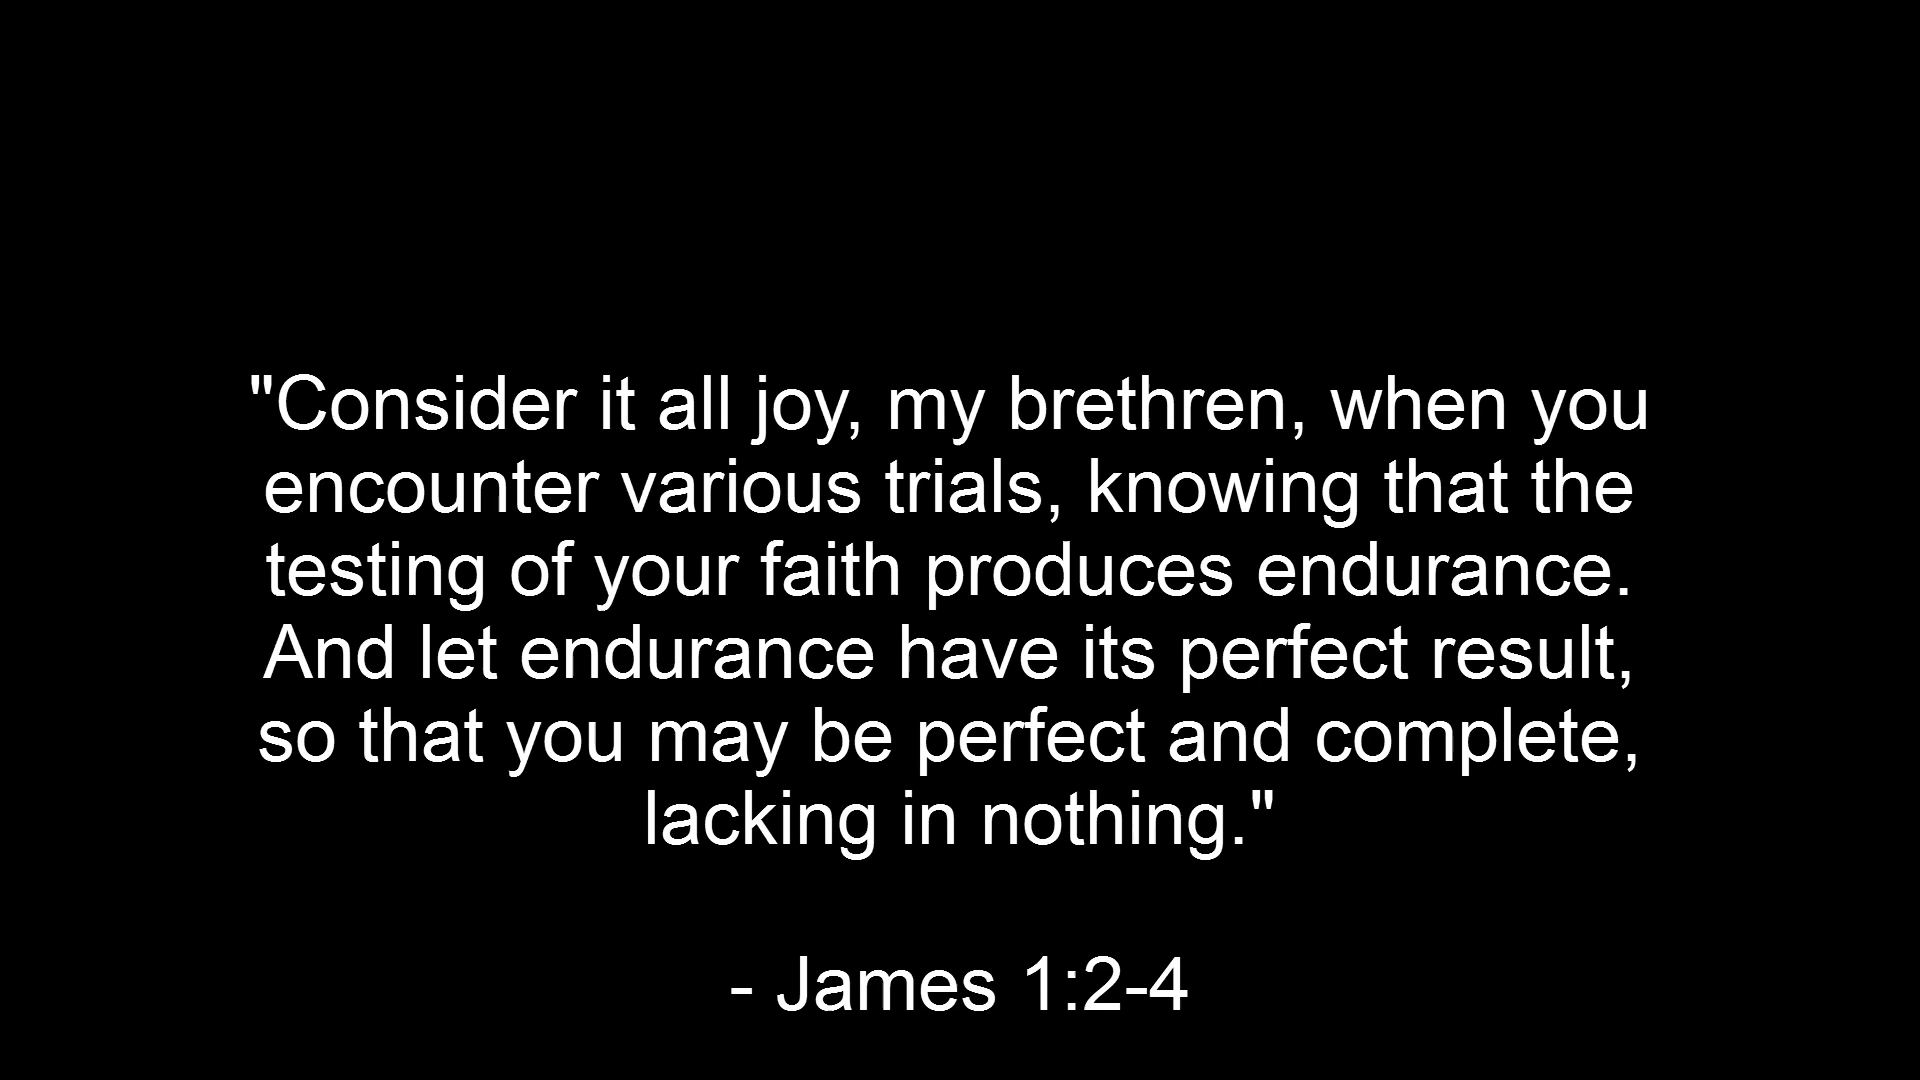 "Consider it all joy, my brethren, when you
encounter various trials, knowing that the
testing of your faith produces endurance.
And let endurance have its perfect result,
so that you may be perfect and complete,
lacking in nothing."
- James 1:2-4